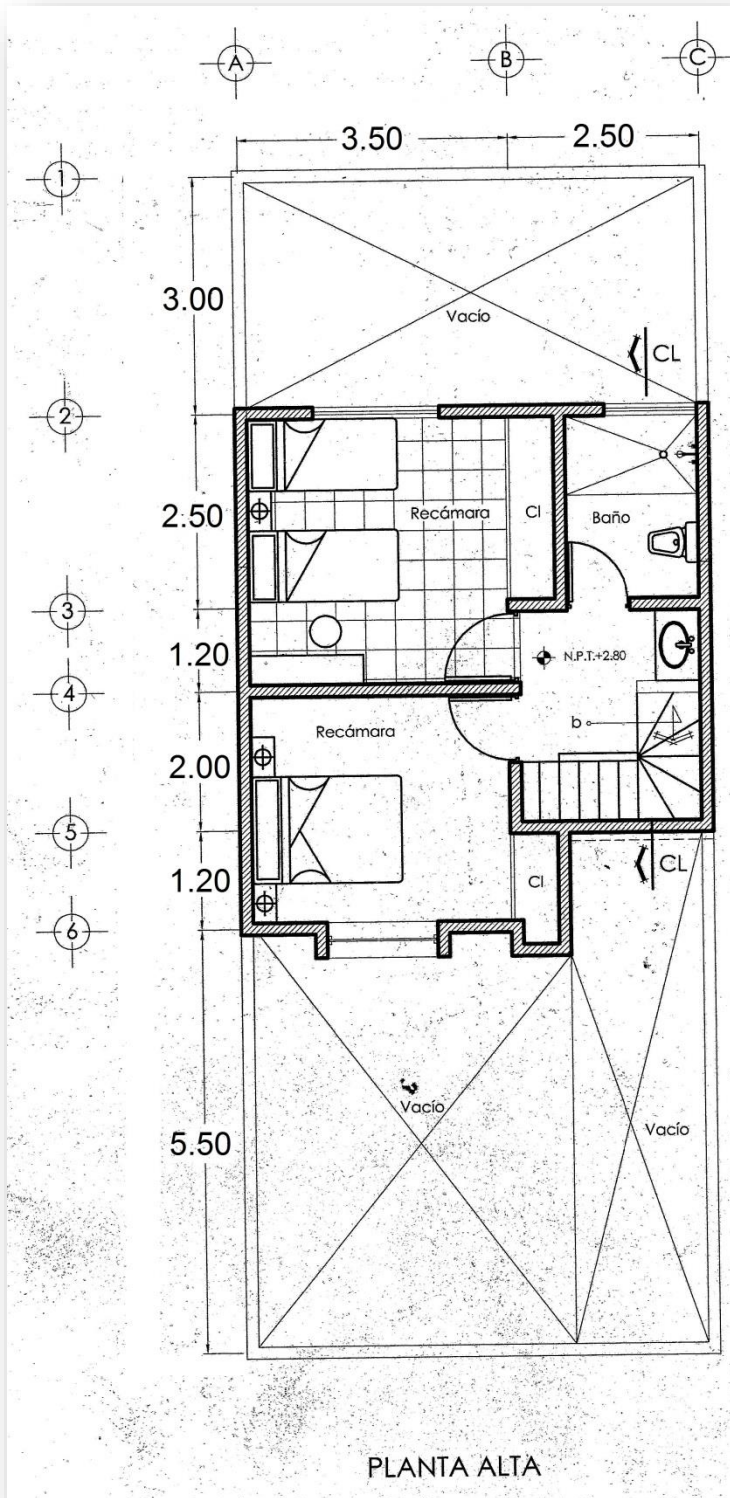 A
B
C
3.50
2.50
1
3.00
Vacío
CL
2
2.50
Recámara
Cl
Baño
3
1.20
N.P.T.+2.80
4
Recámara
b
2.00
5
1.20
Cl
CL
6
Vacío
Vacío
5.50
PLANTA ALTA